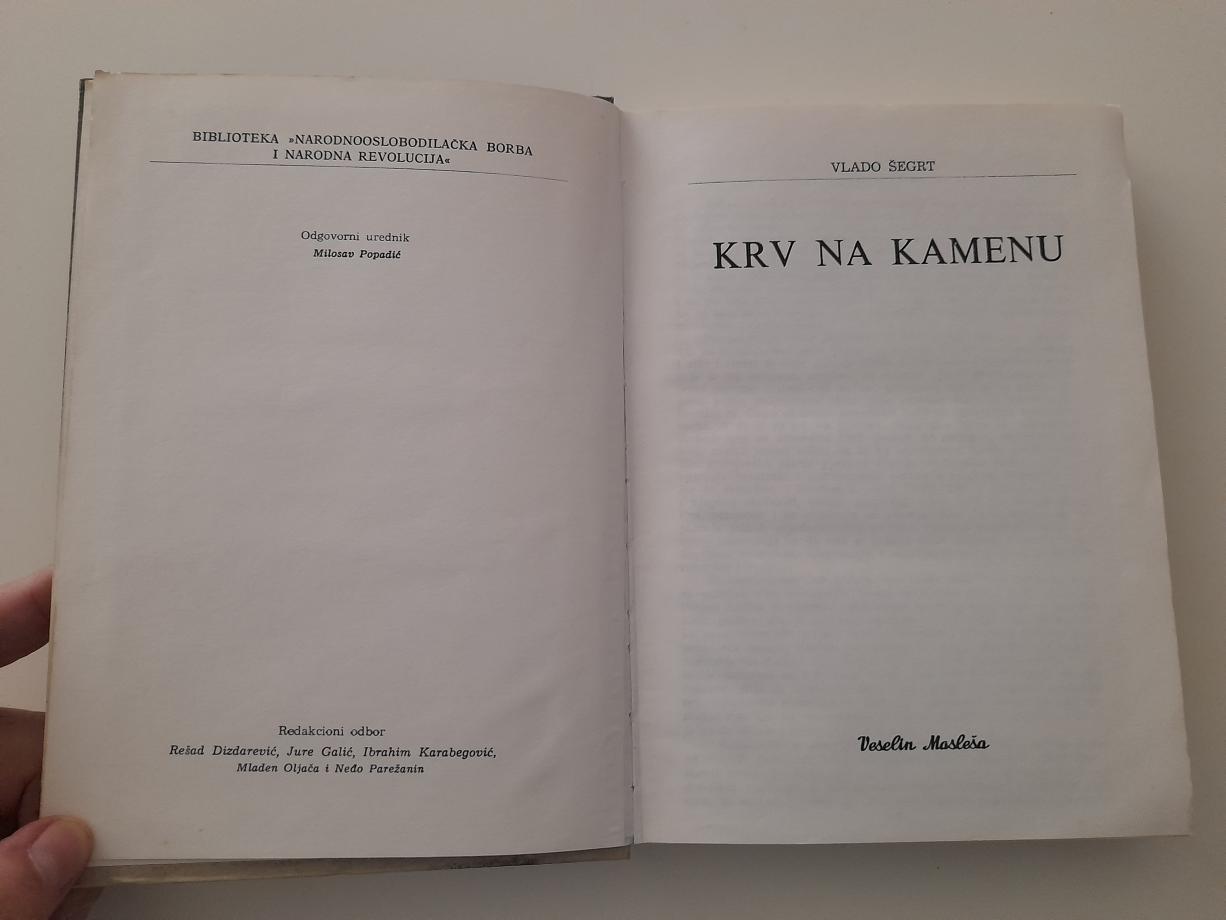 BIBLIOTEKA »NARODNOOSLOBODILAČKA BORBA
I NARODNA REVOLUCIJA«
Odgovorni urednik
Milosav Popadić
Redakcioni odbor
Rešad Dizdarević, Jure Galić, Ibrahim Karabegović,
Mladen Oljača i Neđo Parežanin
VLADO ŠEGRT
KRV NA KAMENU
Veselin Masleša